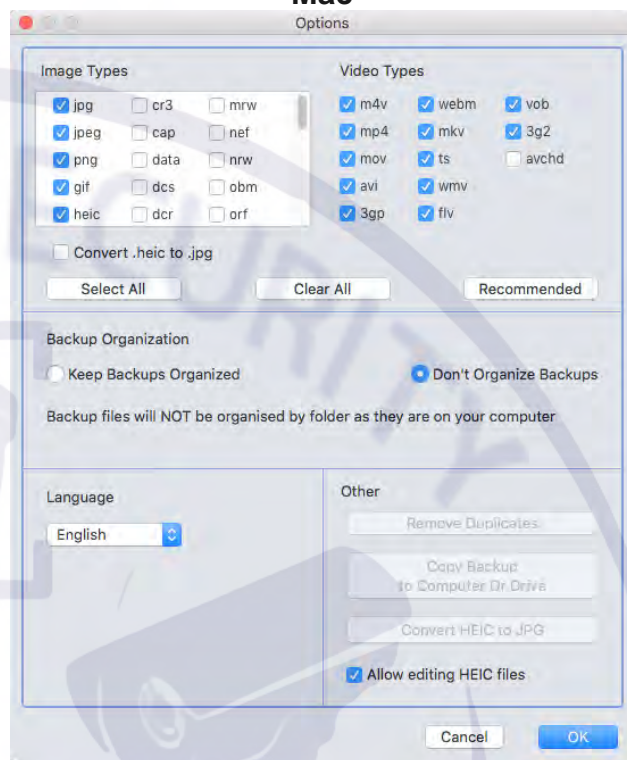 Mac
Options
Image Types
Video Types
jpg cr3 mrw
jpeg cap nef
png data nrw
gif dcs obm
heic dcr orf
m4v webm vob
mp4 mkv 3g2
mov ts avchd
avi wmv
3gp flv
Convert .heic to .jpg
Select All Clear All Recommended
Backup Organization
Keep Backups Organized Don't Organize Backups
Backup files will NOT be organised by folder as they are on your computer
Language
English
Other
Remove Duplicates
Copy Backup
to Computer Or Drive
Convert HEIC to JPG
Allow editing HEIC files
Cancel OK
SECURITY